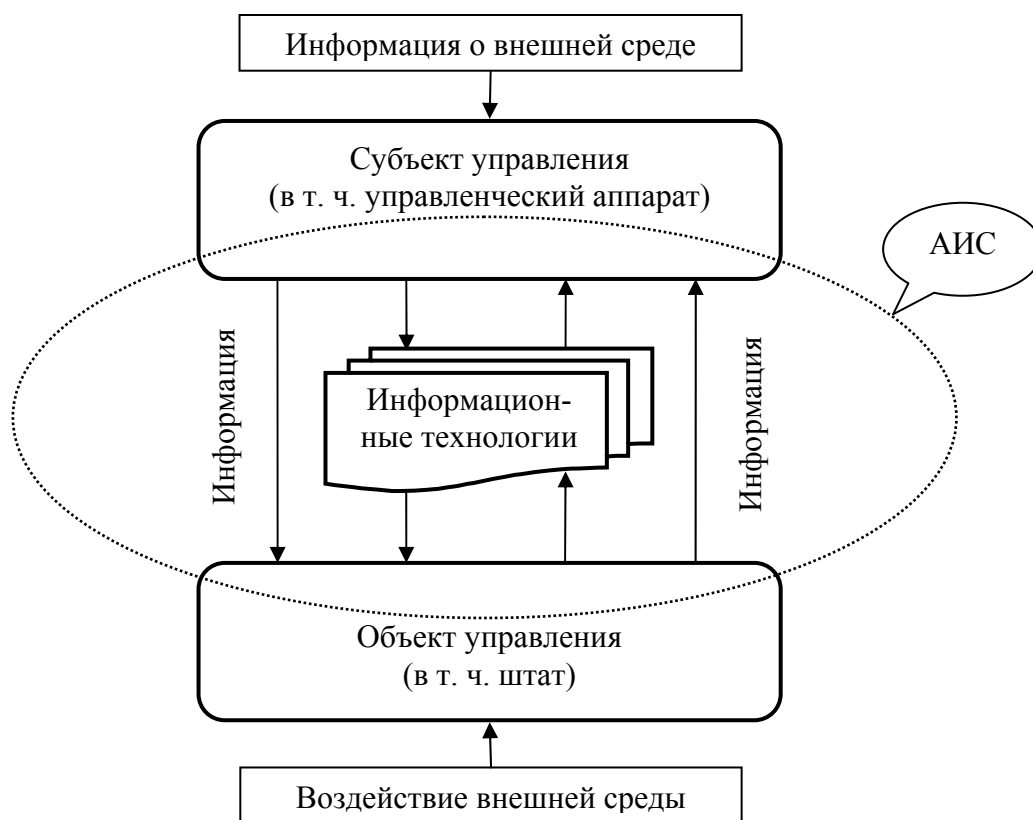 Информация о внешней среде
Субъект управления
(в т. ч. управленческий аппарат)
АИС
Информация
Информацион-
ные технологии
Информация
Объект управления
(в т. ч. штат)
Воздействие внешней среды